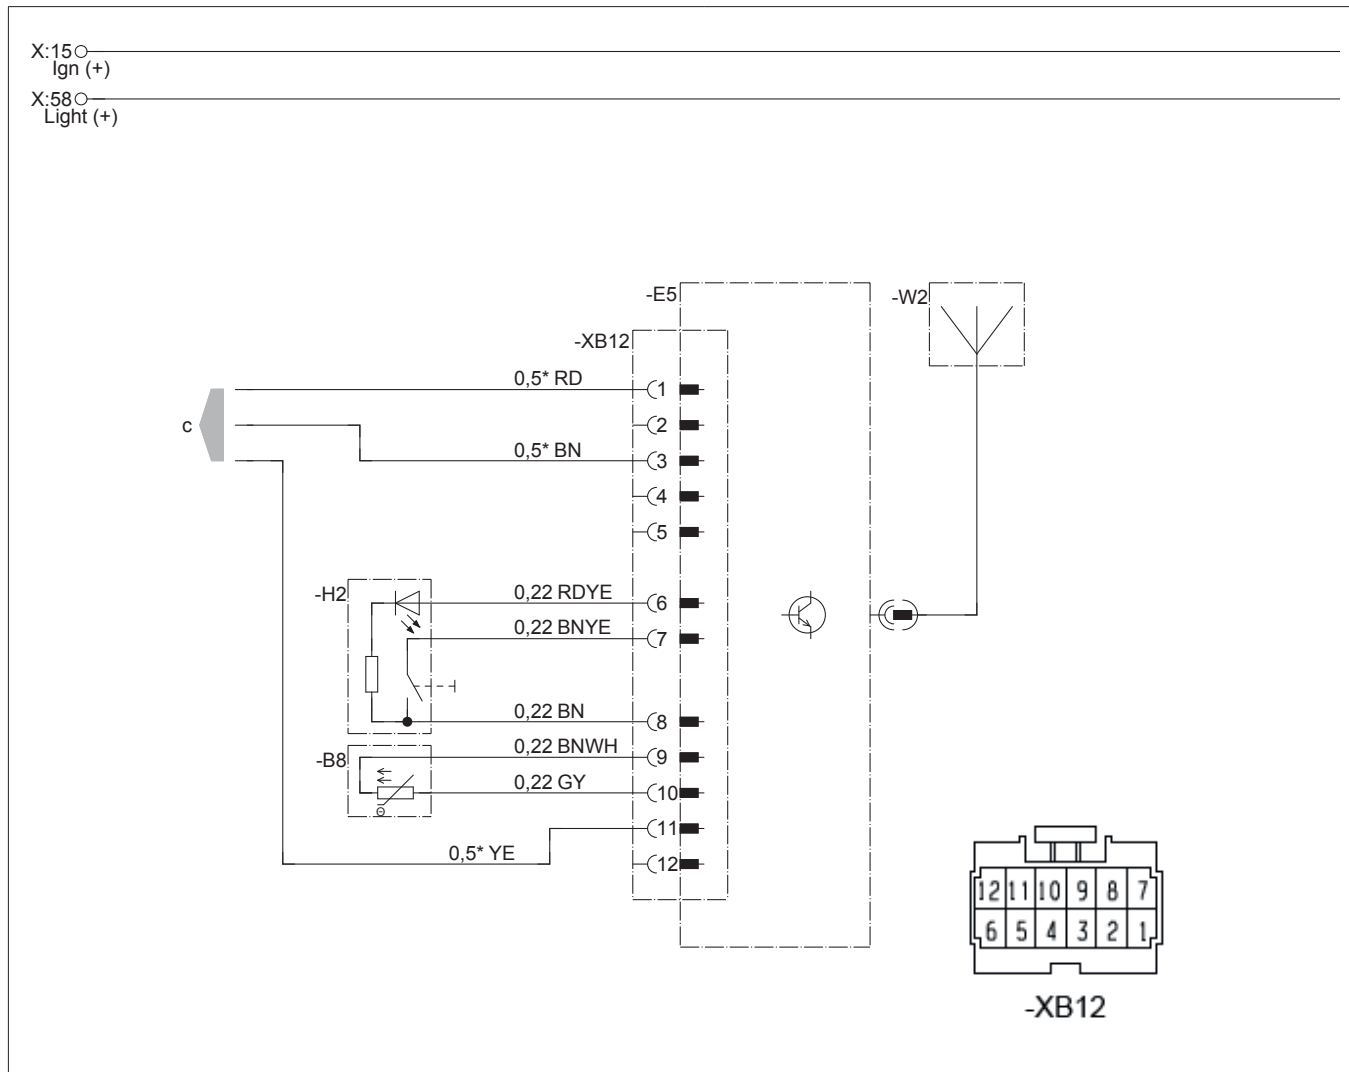 X:15
Ign (+)
X:58
Light (+)
-E5
-W2
-XB12
0,5* RD
1
c
2
0,5* BN
3
4
5
-H2
0,22 RDYE
6
0,22 BNYE
7
0,22 BN
8
-B8
0,22 BNWH
9
0,22 GY
10
11
0,5* YE
12
12 11 10 9 8 7
6 5 4 3 2 1
-XB12